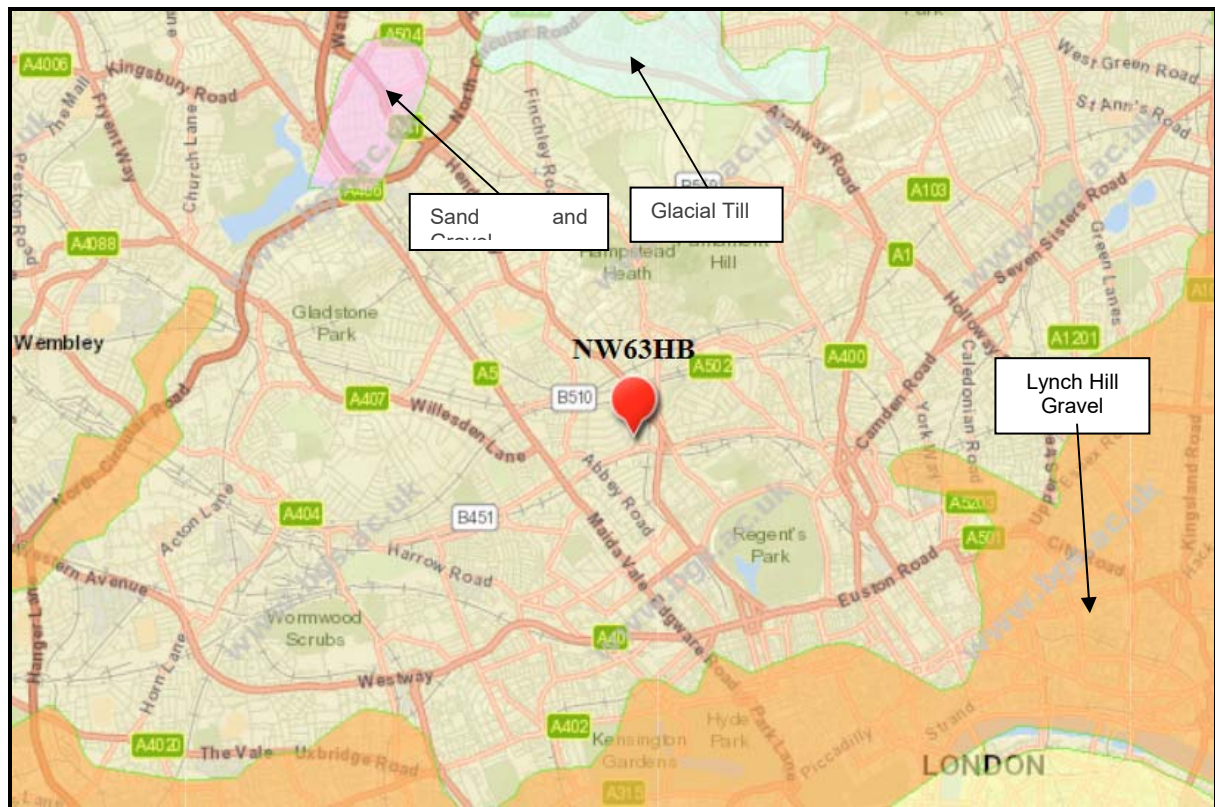 A504
A4006
Kingsbury Road
The Mall
Fryent Way
Church Lane
North Circular Road
Park
West Green Road
St Ann's Road
Finchley
Archway Road
A406
Sand and
Glacial Till
A103
Seven Sisters Road
Green Lanes
A4088
Hampstead
Heath
Hill
A1
Holloway
Gladstone
Park
Wembley
NW63HB
A1201
A5
A502
A400
Caledonian Road
Camden Road
York Way
B510
A407
Willesden Lane
Lynch Hill
Gravel
Kingsland Road
North Circular Road
Abbey Road
Acton Lane
A404
B451
Maida Vale
Harrow Road
Regent's
Park
A5203
A501
City Road
Euston Road
Western Avenue
Hanger Lane
Wormwood
Scrubs
A40
Edgware Road
Horn Lane
Westway
A402
Hyde
Park
Park Lane
Strand
Piccadilly
A4020
The Vale
Uxbridge Road
Kensington
Gardens
LONDON
A315
www.bgs.ac.uk